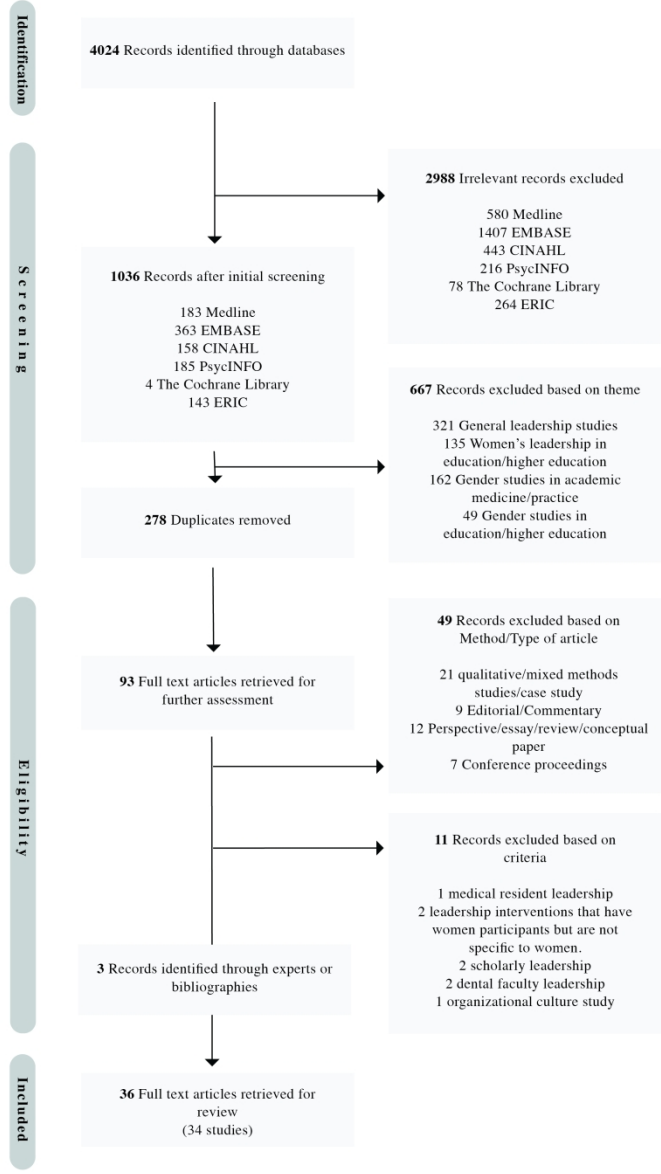 Identification
4024 Records identified through databases
Screening
2988 Irrelevant records excluded
580 Medline
1407 EMBASE
443 CINAHL
216 PsycINFO
78 The Cochrane Library
264 ERIC
1036 Records after initial screening
183 Medline
363 EMBASE
158 CINAHL
185 PsycINFO
4 The Cochrane Library
143 ERIC
667 Records excluded based on theme
321 General leadership studies
135 Women's leadership in
education/higher education
162 Gender studies in academic
medicine/practice
49 Gender studies in
education/higher education
278 Duplicates removed
Eligibility
49 Records excluded based on
Method/Type of article
21 qualitative/mixed methods
studies/case study
9 Editorial/Commentary
12 Perspective/essay/review/conceptual
paper
7 Conference proceedings
93 Full text articles retrieved for
further assessment
11 Records excluded based on
criteria
1 medical resident leadership
2 leadership interventions that have
women participants but are not
specific to women.
2 scholarly leadership
2 dental faculty leadership
1 organizational culture study
3 Records identified through experts or
bibliographies
Included
36 Full text articles retrieved for
review
(34 studies)